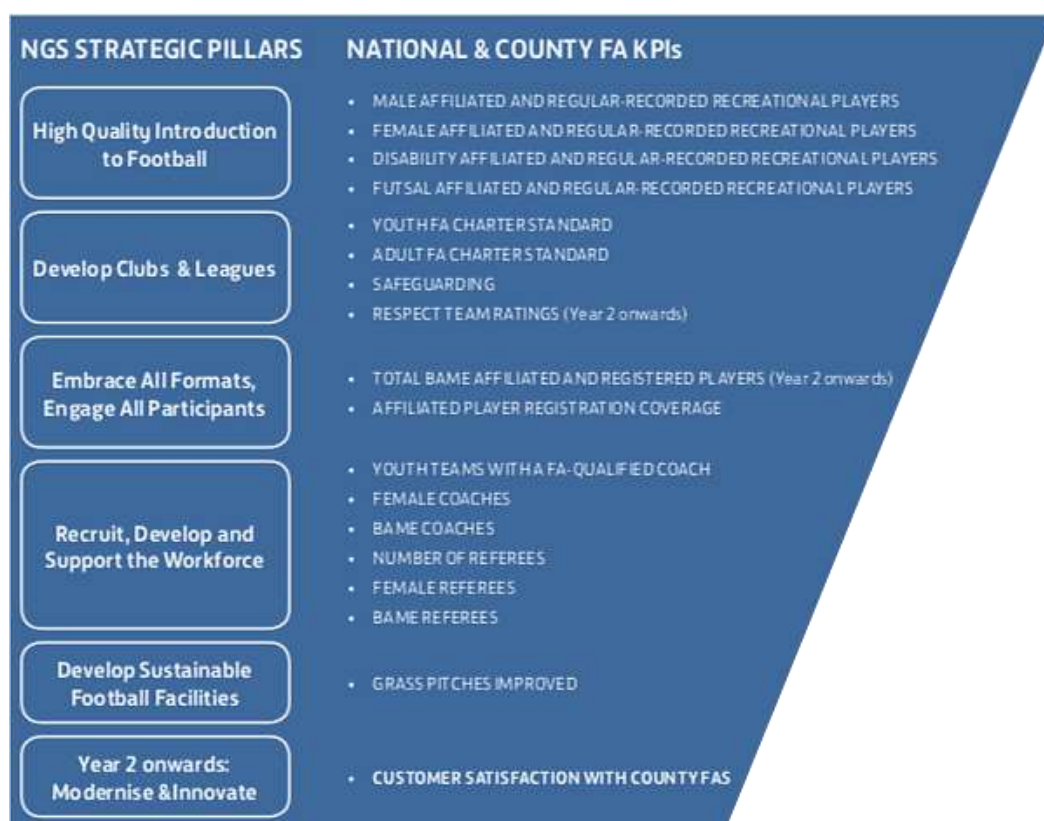 NGS STRATEGIC PILLARS
NATIONAL & COUNTY FA KPIs
High Quality Introduction
to Football
• MALE AFFILIATED AND REGULAR-RECORDED RECREATIONAL PLAYERS
• FEMALE AFFILIATED AND REGULAR-RECORDED RECREATIONAL PLAYERS
• DISABILITY AFFILIATED AND REGULAR-RECORDED RECREATIONAL PLAYERS
• FUTSAL AFFILIATED AND REGULAR-RECORDED RECREATIONAL PLAYERS
Develop Clubs & Leagues
• YOUTH FA CHARTER STANDARD
• ADULT FA CHARTER STANDARD
• SAFEGUARDING
• RESPECT TEAM RATINGS (Year 2 onwards)
Embrace All Formats,
Engage All Participants
• TOTAL BAME AFFILIATED AND REGISTERED PLAYERS (Year 2 onwards)
• AFFILIATED PLAYER REGISTRATION COVERAGE
Recruit, Develop and
Support the Workforce
• YOUTH TEAMS WITH A FA-QUALIFIED COACH
• FEMALE COACHES
• BAME COACHES
• NUMBER OF REFEREES
• FEMALE REFEREES
• BAME REFEREES
Develop Sustainable
Football Facilities
• GRASS PITCHES IMPROVED
Year 2 onwards:
Modernise & Innovate
• CUSTOMER SATISFACTION WITH COUNTY FAS